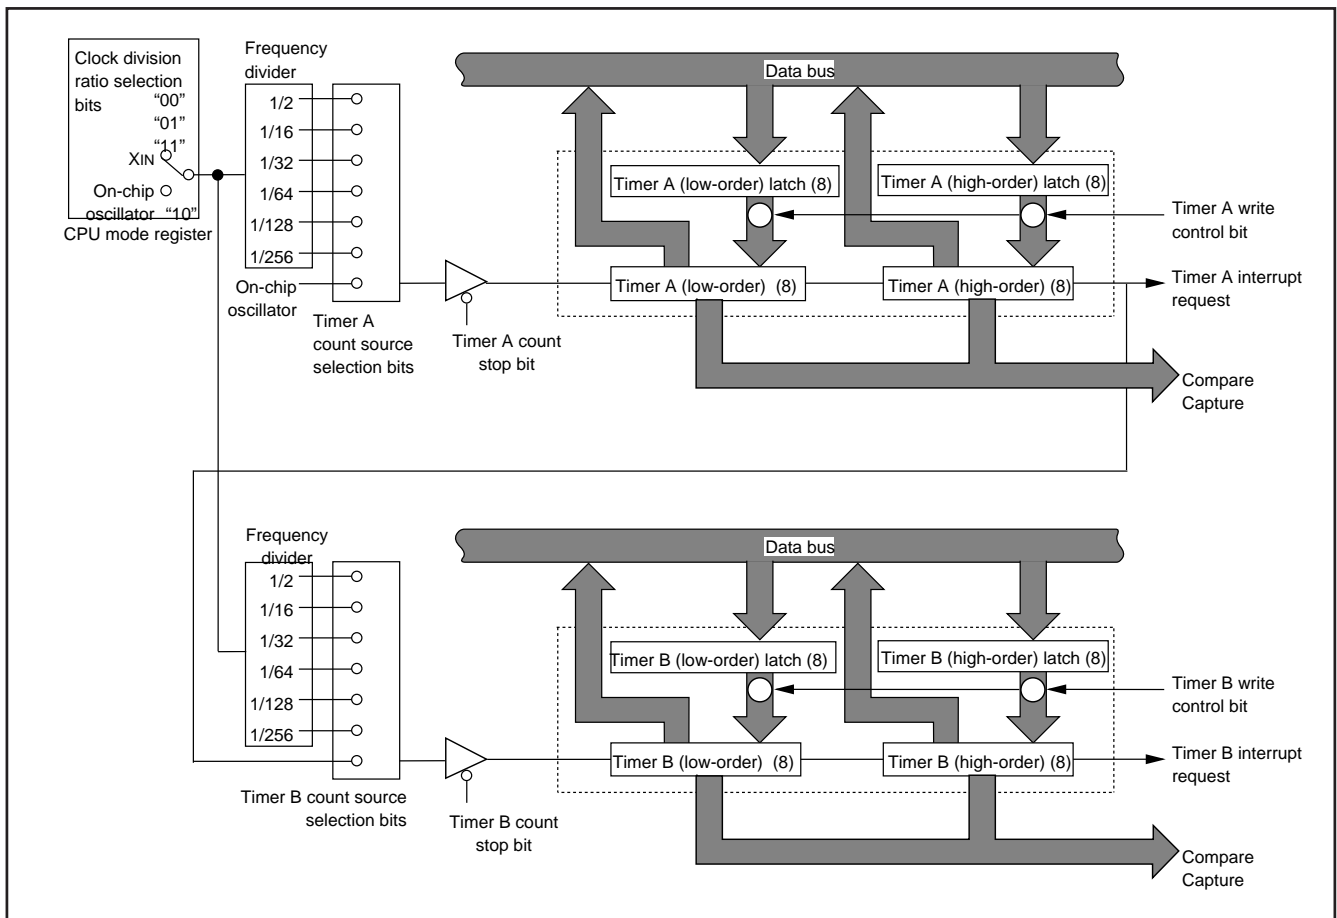 Clock division
ratio selection
bits
“00”
“01”
“11”
XIN
On-chip
oscillator “10”
CPU mode register
Frequency
divider
1/2
1/16
1/32
1/64
1/128
1/256
On-chip
oscillator
Timer A
count source
selection bits
Timer A count
stop bit
Data bus
Timer A (low-order) latch (8)
Timer A (high-order) latch (8)
Timer A write
control bit
Timer A (low-order) (8)
Timer A (high-order) (8)
Timer A interrupt
request
Compare
Capture
Frequency
divider
1/2
1/16
1/32
1/64
1/128
1/256
Timer B count source
selection bits
Timer B count
stop bit
Data bus
Timer B (low-order) latch (8)
Timer B (high-order) latch (8)
Timer B write
control bit
Timer B (low-order) (8)
Timer B (high-order) (8)
Timer B interrupt
request
Compare
Capture